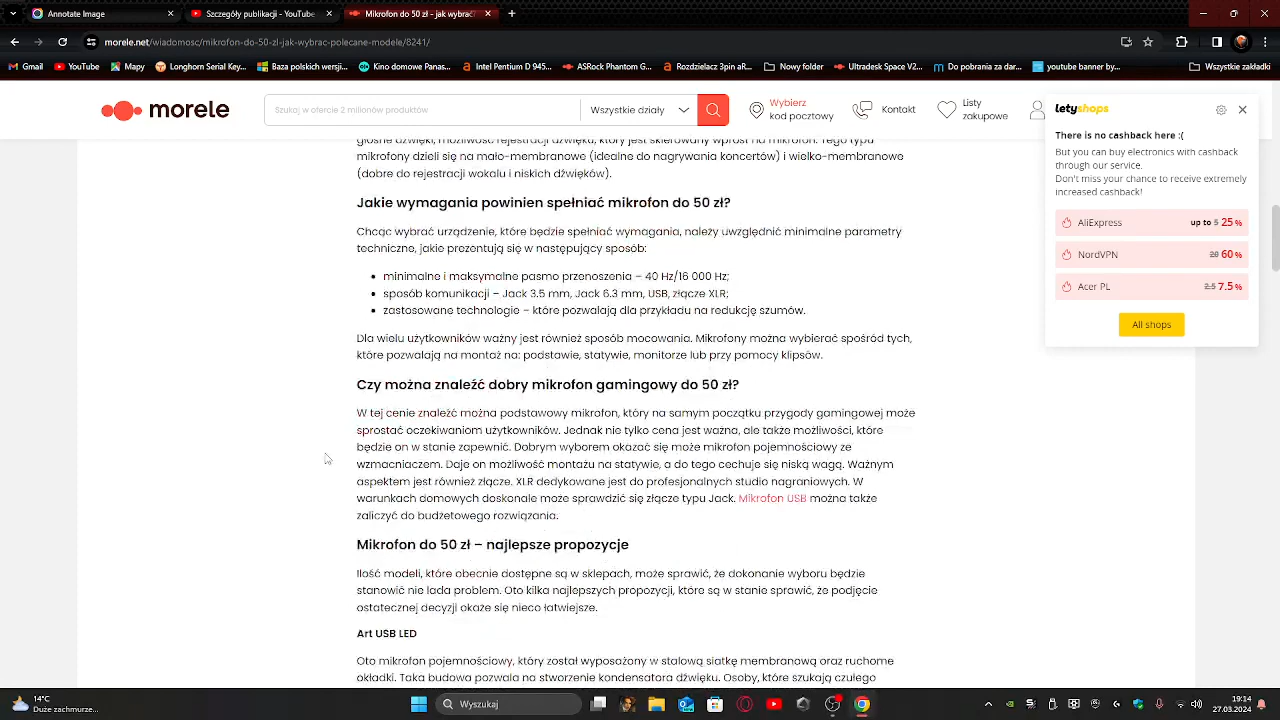 Annotate Image
Szczegóły publikacji - YouTube
Mikrofon do 50 zł – jak wybrać?
morele.net/wiadomosc/mikrofon-do-50-zl-jak-wybrac-polecane-modele/8241/
Gmail
YouTube
Mapy
Longhorn Serial Key...
Baza polskich wersji...
Kino domowe Panas...
Intel Pentium D 945...
ASRock Phantom G...
Rozdzielacz 3pin aR...
Nowy folder
Ultradesk Space V2...
Do pobrania za dar...
youtube banner by...
Wszystkie zakładki
morele
Szukaj w ofercie 2 milionów produktów
Wszystkie działy
Wybierz
kod pocztowy
Kontakt
Listy
zakupowe
głośne dźwięki, możliwość rejestracji dźwięku, który jest skierowany wprost na mikrofon. Tego typu
mikrofony dzieli się na mało-membranowe (idealne do nagrywania koncertów) i wielko-membranowe
(dobre do rejestracji wokalu i niskich dźwięków).
Jakie wymagania powinien spełniać mikrofon do 50 zł?
Chcąc wybrać urządzenie, które będzie spełniać wymagania, należy uwzględnić minimalne parametry
techniczne, jakie prezentują się w następujący sposób:
minimalne i maksymalne pasmo przenoszenia – 40 Hz/16 000 Hz;
sposób komunikacji – Jack 3.5 mm, Jack 6.3 mm, USB, złącze XLR;
zastosowane technologie – które pozwalają dla przykładu na redukcję szumów.
Dla wielu użytkowników ważny jest również sposób mocowania. Mikrofony można wybierać spośród tych,
które pozwalają na montaż na: podstawie, statywie, monitorze lub przy pomocy klipsów.
Czy można znaleźć dobry mikrofon gamingowy do 50 zł?
W tej cenie znaleźć można podstawowy mikrofon, który na samym początku przygody gamingowej może
sprostać oczekiwaniom użytkowników. Jednak nie tylko cena jest ważna, ale także możliwości, które
będzie on w stanie zapewnić. Dobrym wyborem okazać się może mikrofon pojemnościowy ze
wzmacniaczem. Daje on możliwość montażu na statywie, a do tego cechuje się niską wagą. Ważnym
aspektem jest również złącze. XLR dedykowane jest do profesjonalnych studio nagraniowych. W
warunkach domowych doskonale może sprawdzić się złącze typu Jack. Mikrofon USB można także
zaliczyć do budżetowego rozwiązania.
Mikrofon do 50 zł – najlepsze propozycje
Ilość modeli, które obecnie dostępne są w sklepach, może sprawić, że dokonanie wyboru będzie
stanowić nie lada problem. Oto kilka najlepszych propozycji, które są w stanie sprawić, że podjęcie
ostatecznej decyzji okaże się nieco łatwiejsze.
Art USB LED
Oto mikrofon pojemnościowy, który został wyposażony w stalową siatkę membranową oraz ruchome
okładki. Taka budowa pozwala na stworzenie kondensatora dźwięku. Osoby, które szukają czułego
letyshops
There is no cashback here :(
But you can buy electronics with cashback
through our service.
Don't miss your chance to receive extremely
increased cashback!
AliExpress up to 5 25 %
NordVPN 20 60 %
Acer PL 2.5 7.5 %
All shops
14°C
Duże zachmurze...
Wyszukaj
19:14
27.03.2024